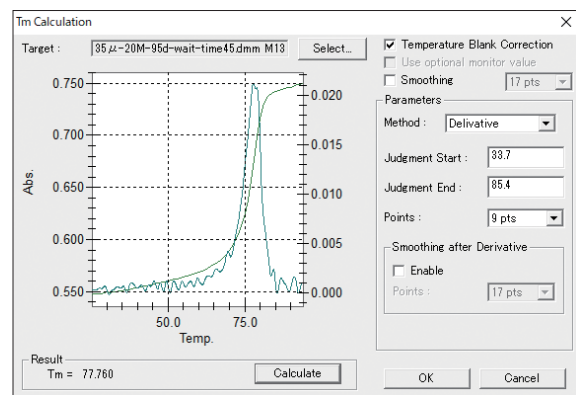 Tm Calculation
Target :
35μ-20M-95d-wait-time45.dmm M13
Select...
0.750
0.700
0.650
0.600
0.550
Abs.
0.020
0.015
0.010
0.005
0.000
50.0
75.0
Temp.
Result
Tm = 77.760
Calculate
Temperature Blank Correction
Use optional monitor value
Smoothing
17 pts
Parameters
Method :
Derivative
Judgment Start :
33.7
Judgment End :
85.4
Points :
9 pts
Smoothing after Derivative
Enable
Points :
17 pts
OK
Cancel